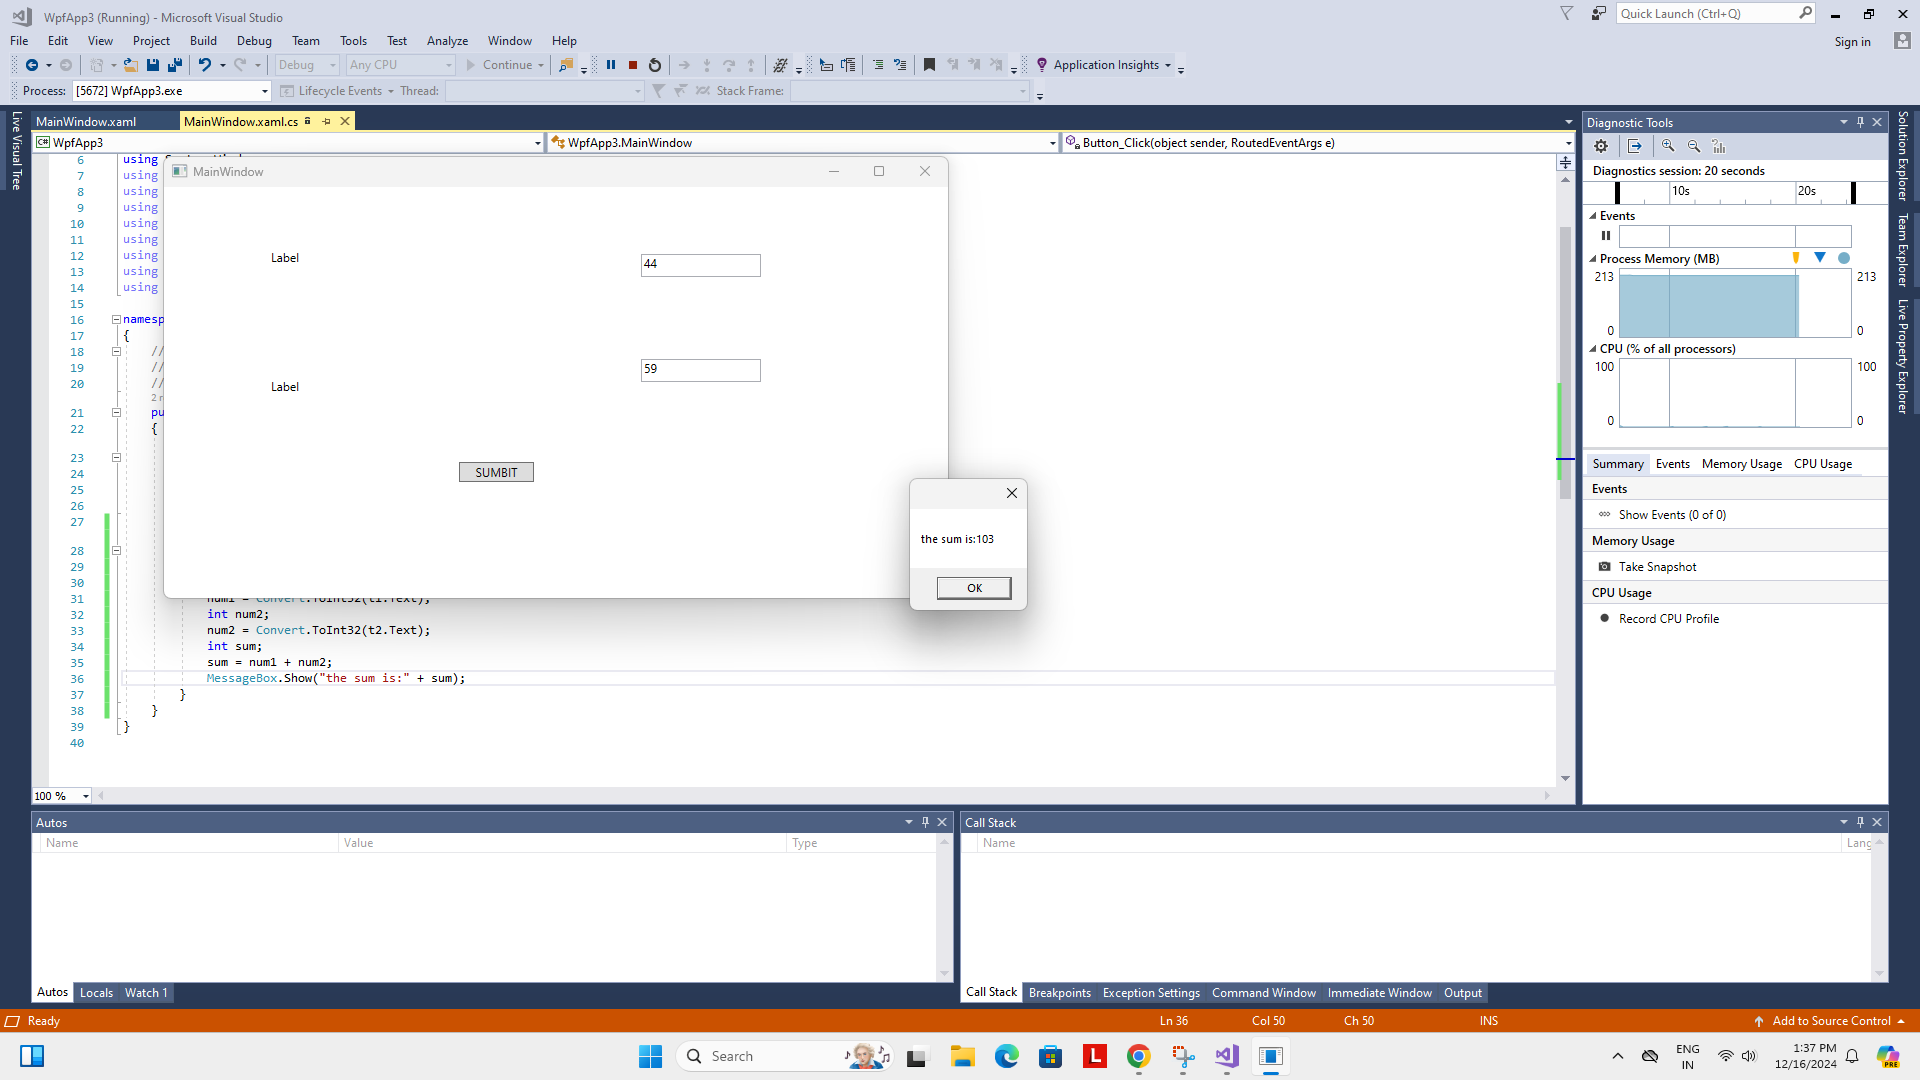 WpfApp3 (Running) - Microsoft Visual Studio
Quick Launch (Ctrl+Q)
File Edit View Project Build Debug Team Tools Test Analyze Window Help
Sign in
Debug Any CPU Continue Application Insights
Process: [5672] WpfApp3.exe Lifecycle Events Thread: Stack Frame:
Live Visual Tree
MainWindow.xaml MainWindow.xaml.cs
C# WpfApp3 WpfApp3.MainWindow Button_Click(object sender, RoutedEventArgs e)
6 using
7 using
8 using
9 using
10 using
11 using
12 using
13 using
14 using
15
16 namesp
17 {
18 //
19 //
20 //
2 r
21 pu
22 {
23
24
25
26
27
28
29
30
31 num1 = Convert.ToInt32(t1.Text);
32 int num2;
33 num2 = Convert.ToInt32(t2.Text);
34 int sum;
35 sum = num1 + num2;
36 MessageBox.Show("the sum is:" + sum);
37 }
38 }
39 }
40
100 %
MainWindow
Label
44
Label
59
SUMBIT
the sum is:103
OK
Diagnostic Tools
Diagnostics session: 20 seconds
10s 20s
Events
Process Memory (MB)
213 213
0 0
CPU (% of all processors)
100 100
0 0
Summary Events Memory Usage CPU Usage
Events
Show Events (0 of 0)
Memory Usage
Take Snapshot
CPU Usage
Record CPU Profile
Solution Explorer
Team Explorer
Live Property Explorer
Autos
Name Value Type
Autos Locals Watch 1
Call Stack
Name Lang
Call Stack Breakpoints Exception Settings Command Window Immediate Window Output
Ready Ln 36 Col 50 Ch 50 INS Add to Source Control
Search
L
ENG
IN
1:37 PM
12/16/2024
PRE